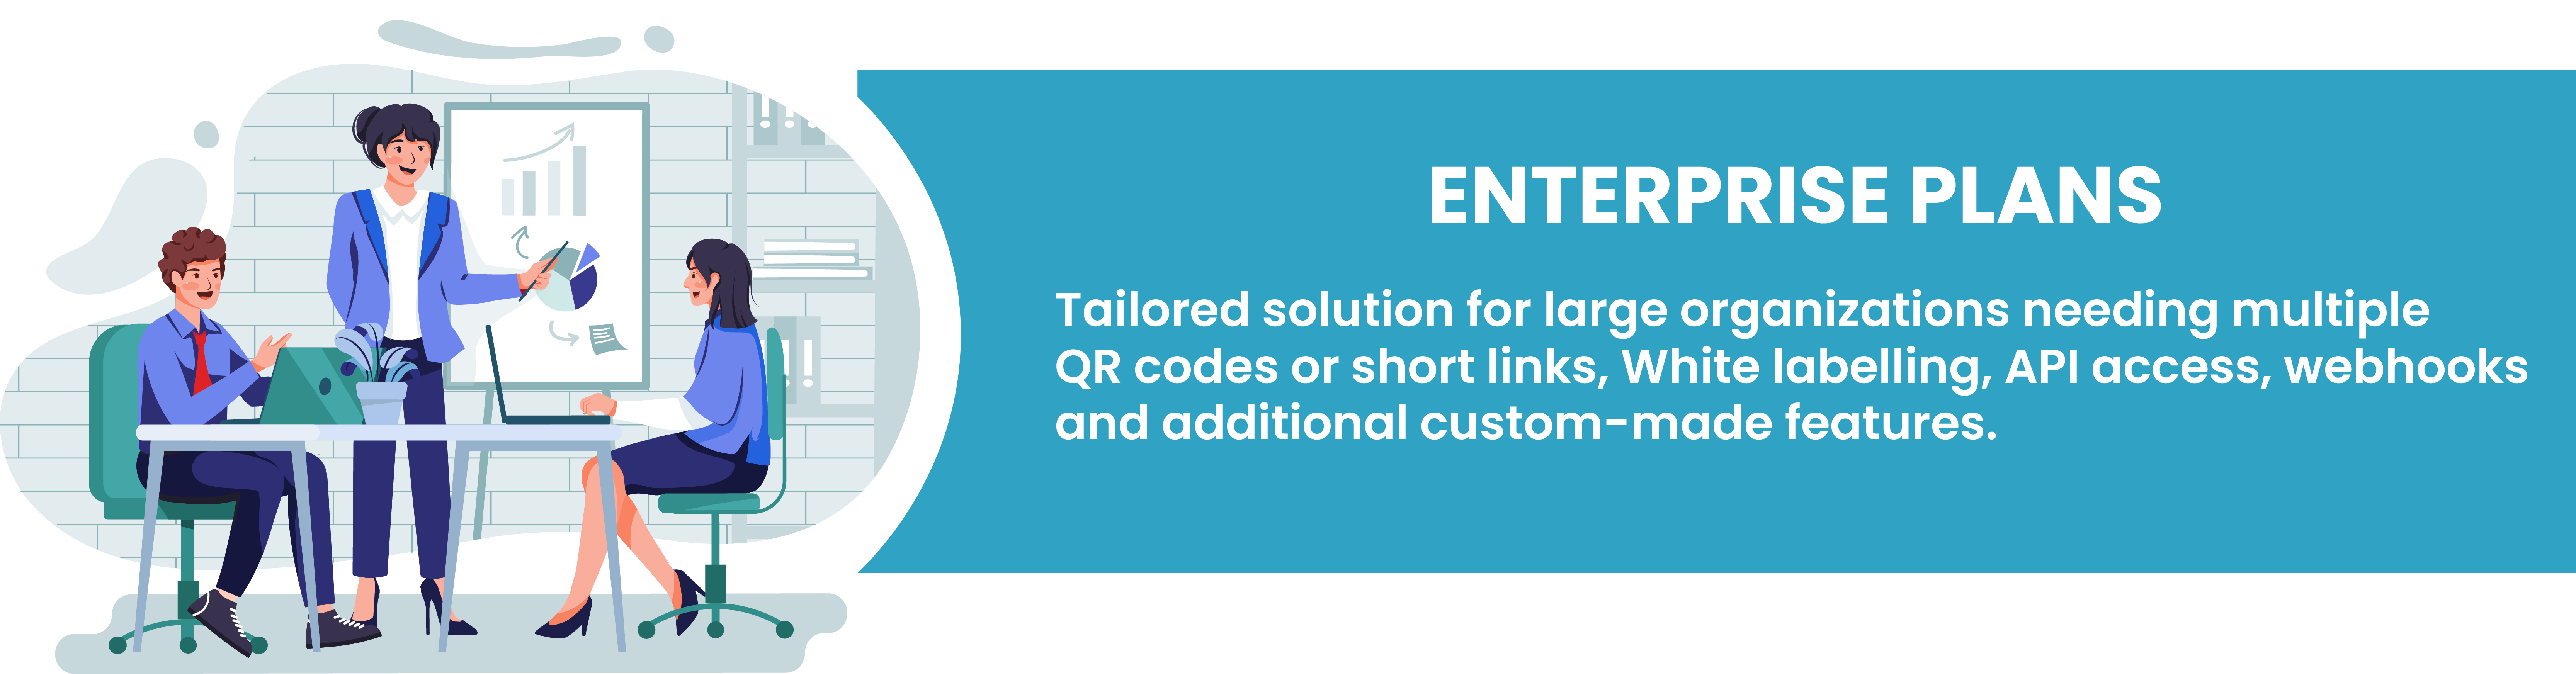 ENTERPRISE PLANS
Tailored solution for large organizations needing multiple
QR codes or short links, White labelling, API access, webhooks
and additional custom-made features.